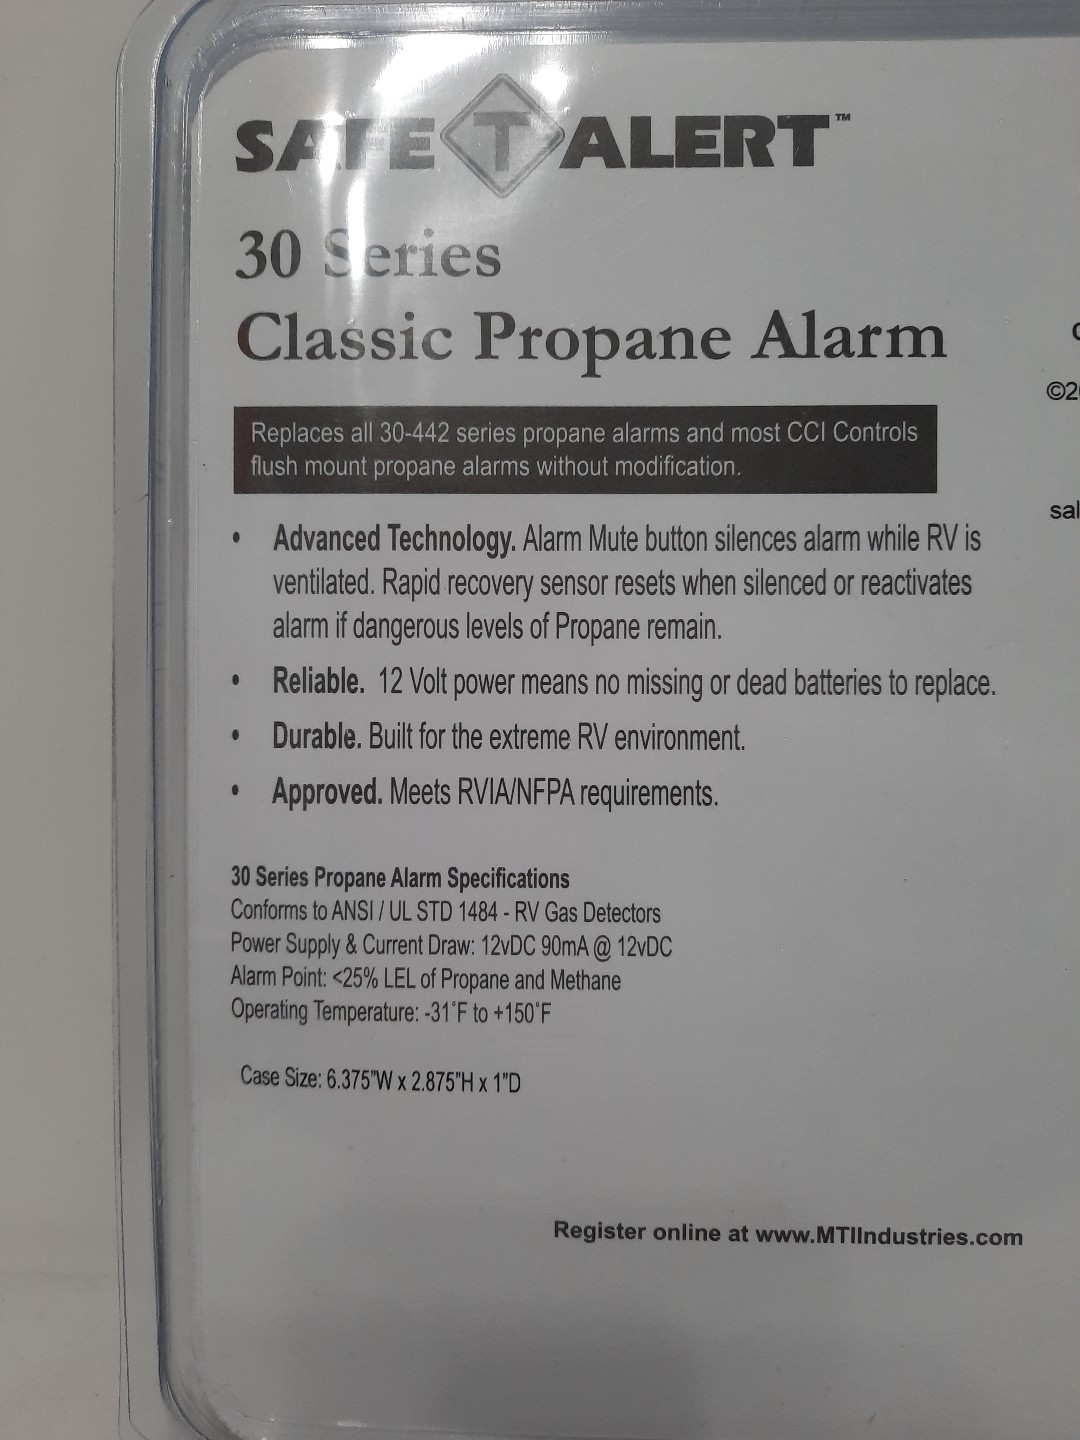 SAFE T ALERT™
30 Series
Classic Propane Alarm
Replaces all 30-442 series propane alarms and most CCI Controls
flush mount propane alarms without modification.
• Advanced Technology. Alarm Mute button silences alarm while RV is
ventilated. Rapid recovery sensor resets when silenced or reactivates
alarm if dangerous levels of Propane remain.
• Reliable. 12 Volt power means no missing or dead batteries to replace.
• Durable. Built for the extreme RV environment.
• Approved. Meets RVIA/NFPA requirements.
30 Series Propane Alarm Specifications
Conforms to ANSI / UL STD 1484 - RV Gas Detectors
Power Supply & Current Draw: 12vDC 90mA @ 12vDC
Alarm Point: <25% LEL of Propane and Methane
Operating Temperature: -31˚F to +150˚F
Case Size: 6.375"W x 2.875"H x 1"D
Register online at www.MTIIndustries.com
©2
sal